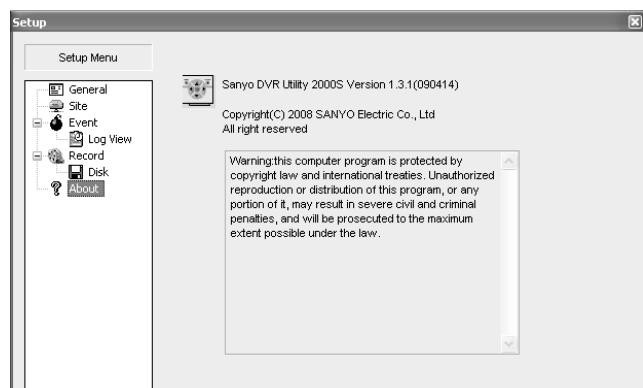 Setup
Setup Menu
General
Site
Event
Log View
Record
Disk
About
Sanyo DVR Utility 2000S Version 1.3.1(090414)
Copyright(C) 2008 SANYO Electric Co., Ltd
All right reserved
Warning:this computer program is protected by
copyright law and international treaties. Unauthorized
reproduction or distribution of this program, or any
portion of it, may result in severe civil and criminal
penalties, and will be prosecuted to the maximum
extent possible under the law.